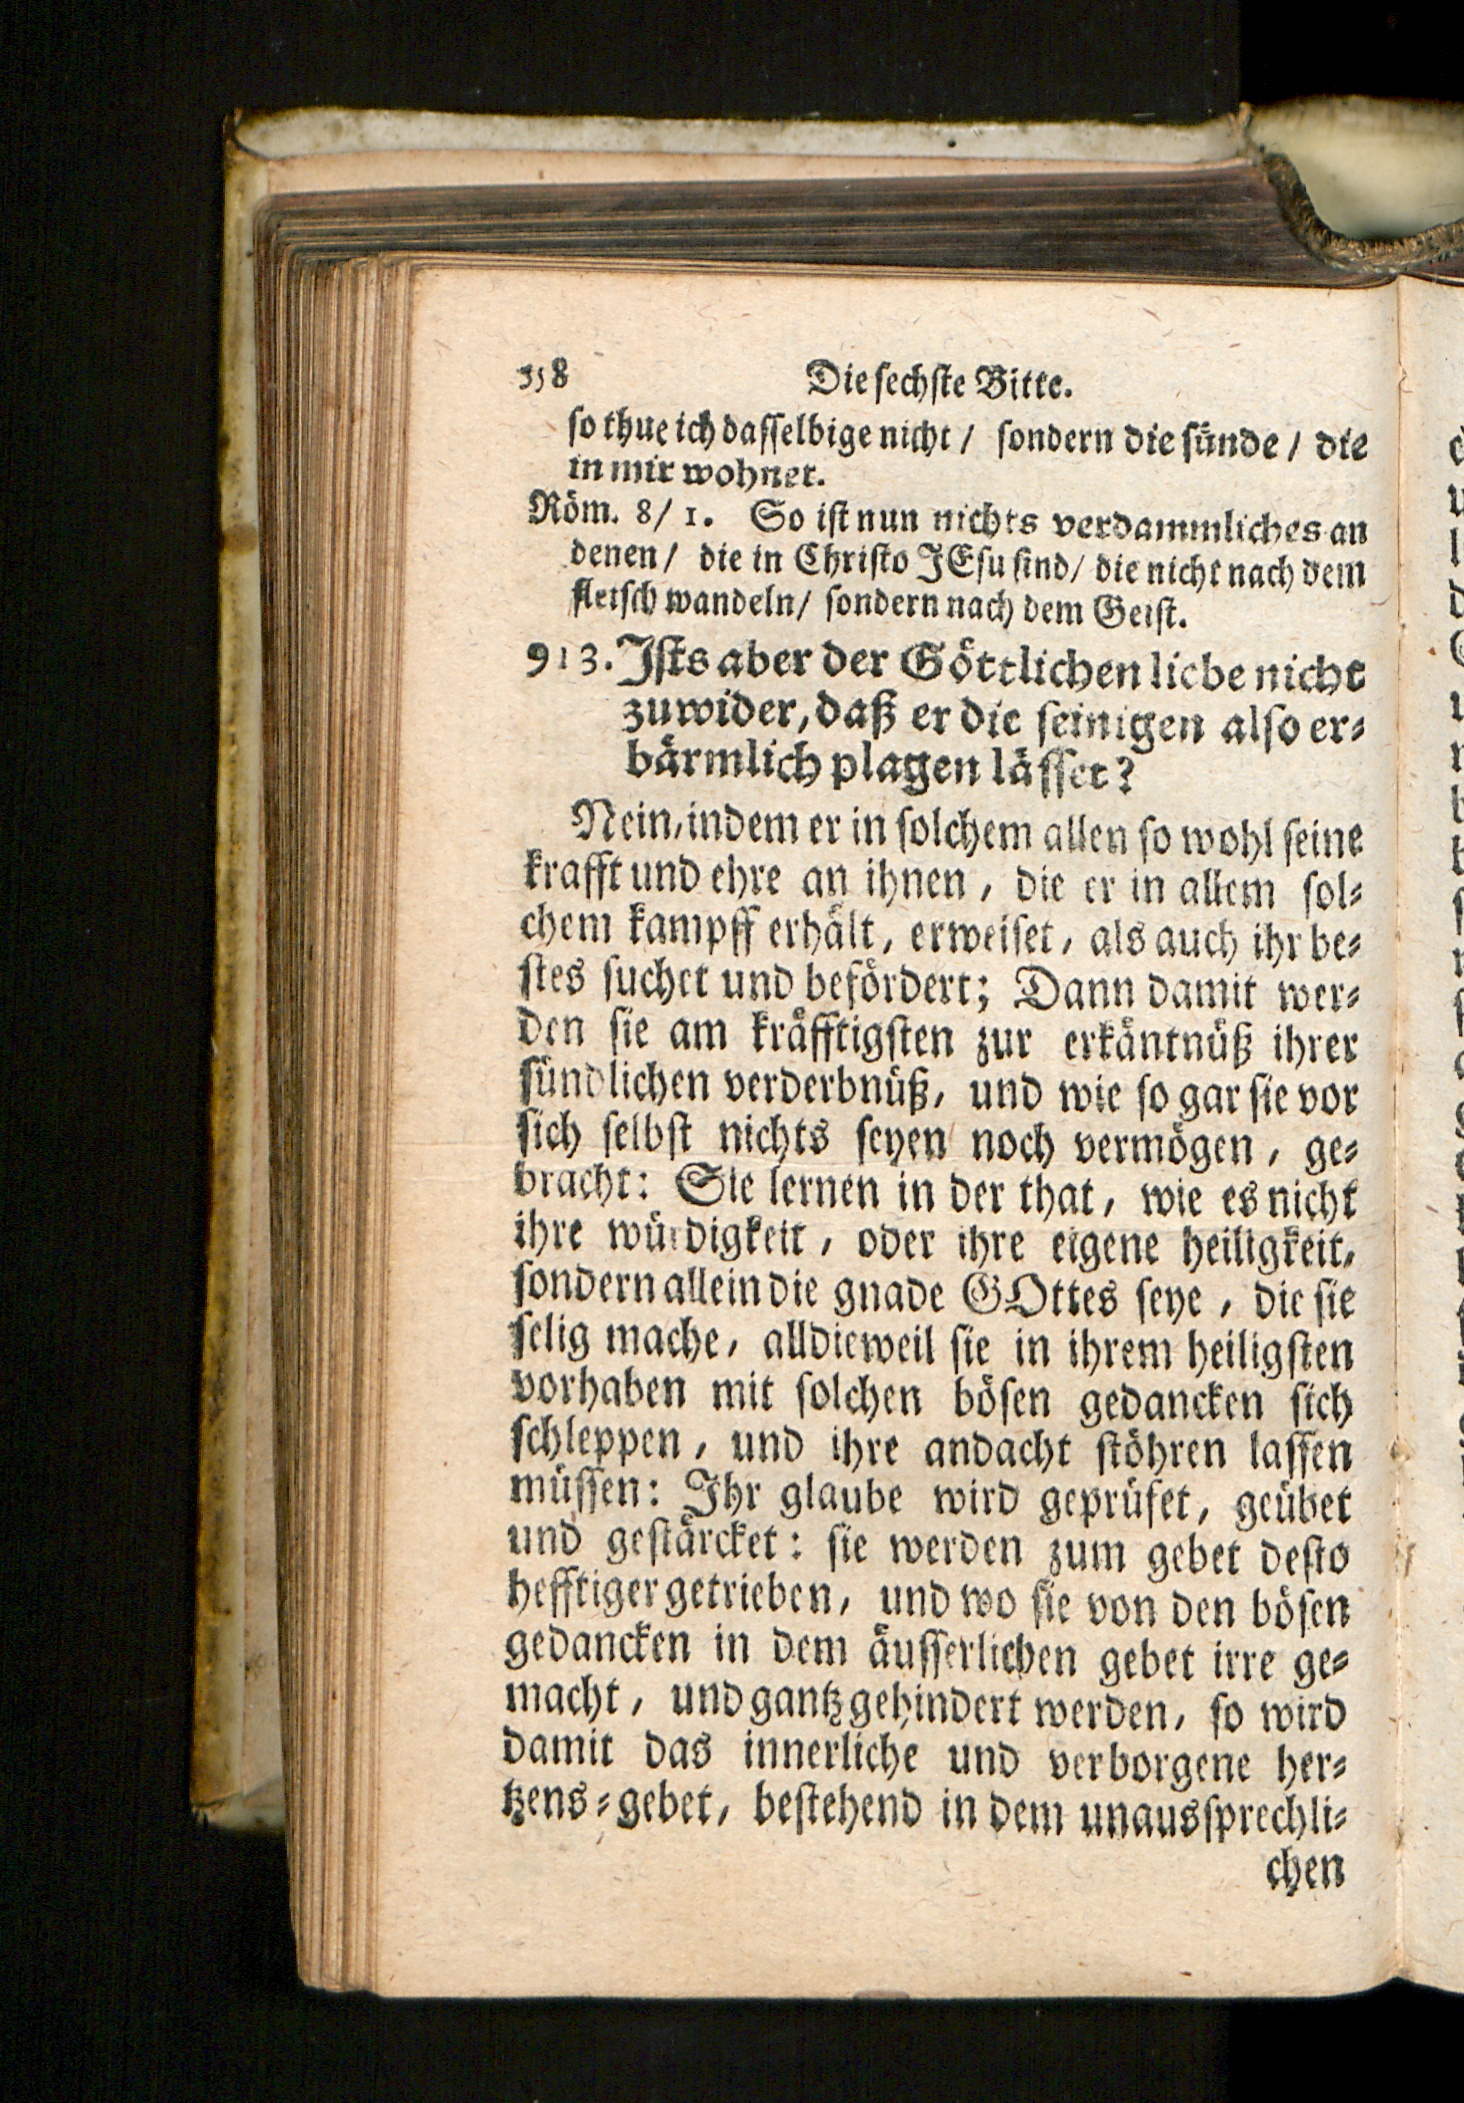 358 Die sechste Bitte.
so thue ich dasselbige nicht / sondern die sünde / die
in mir wohnet.
Röm. 8/ 1. So ist nun nichts verdammliches an
denen / die in Christo JEsu sind / die nicht nach dem
fleisch wandeln / sondern nach dem Geist.
913. Ists aber der Göttlichen liebe nicht
zuwider, daß er die seinigen also er⸗
bärmlich plagen lässet?
Nein, indem er in solchem allen so wohl seine
krafft und ehre an ihnen, die er in allem sol⸗
chem kampff erhält, erweiset, als auch ihr be⸗
stes suchet und befördert; Dann damit wer⸗
den sie am kräfftigsten zur erkäntnüß ihrer
sündlichen verderbnüß, und wie so gar sie vor
sich selbst nichts seyen noch vermögen, ge⸗
bracht: Sie lernen in der that, wie es nicht
ihre würdigkeit, oder ihre eigene heiligkeit,
sondern allein die gnade GOttes seye, die sie
selig mache, alldieweil sie in ihrem heiligsten
vorhaben mit solchen bösen gedancken sich
schleppen, und ihre andacht stöhren lassen
müssen: Ihr glaube wird geprüfet, geübet
und gestärcket: sie werden zum gebet desto
hefftiger getrieben, und wo sie von den bösen
gedancken in dem äusserlichen gebet irre ge⸗
macht, und gantz gehindert werden, so wird
damit das innerliche und verborgene her⸗
tzens⸗gebet, bestehend in dem unaussprechli⸗
chen